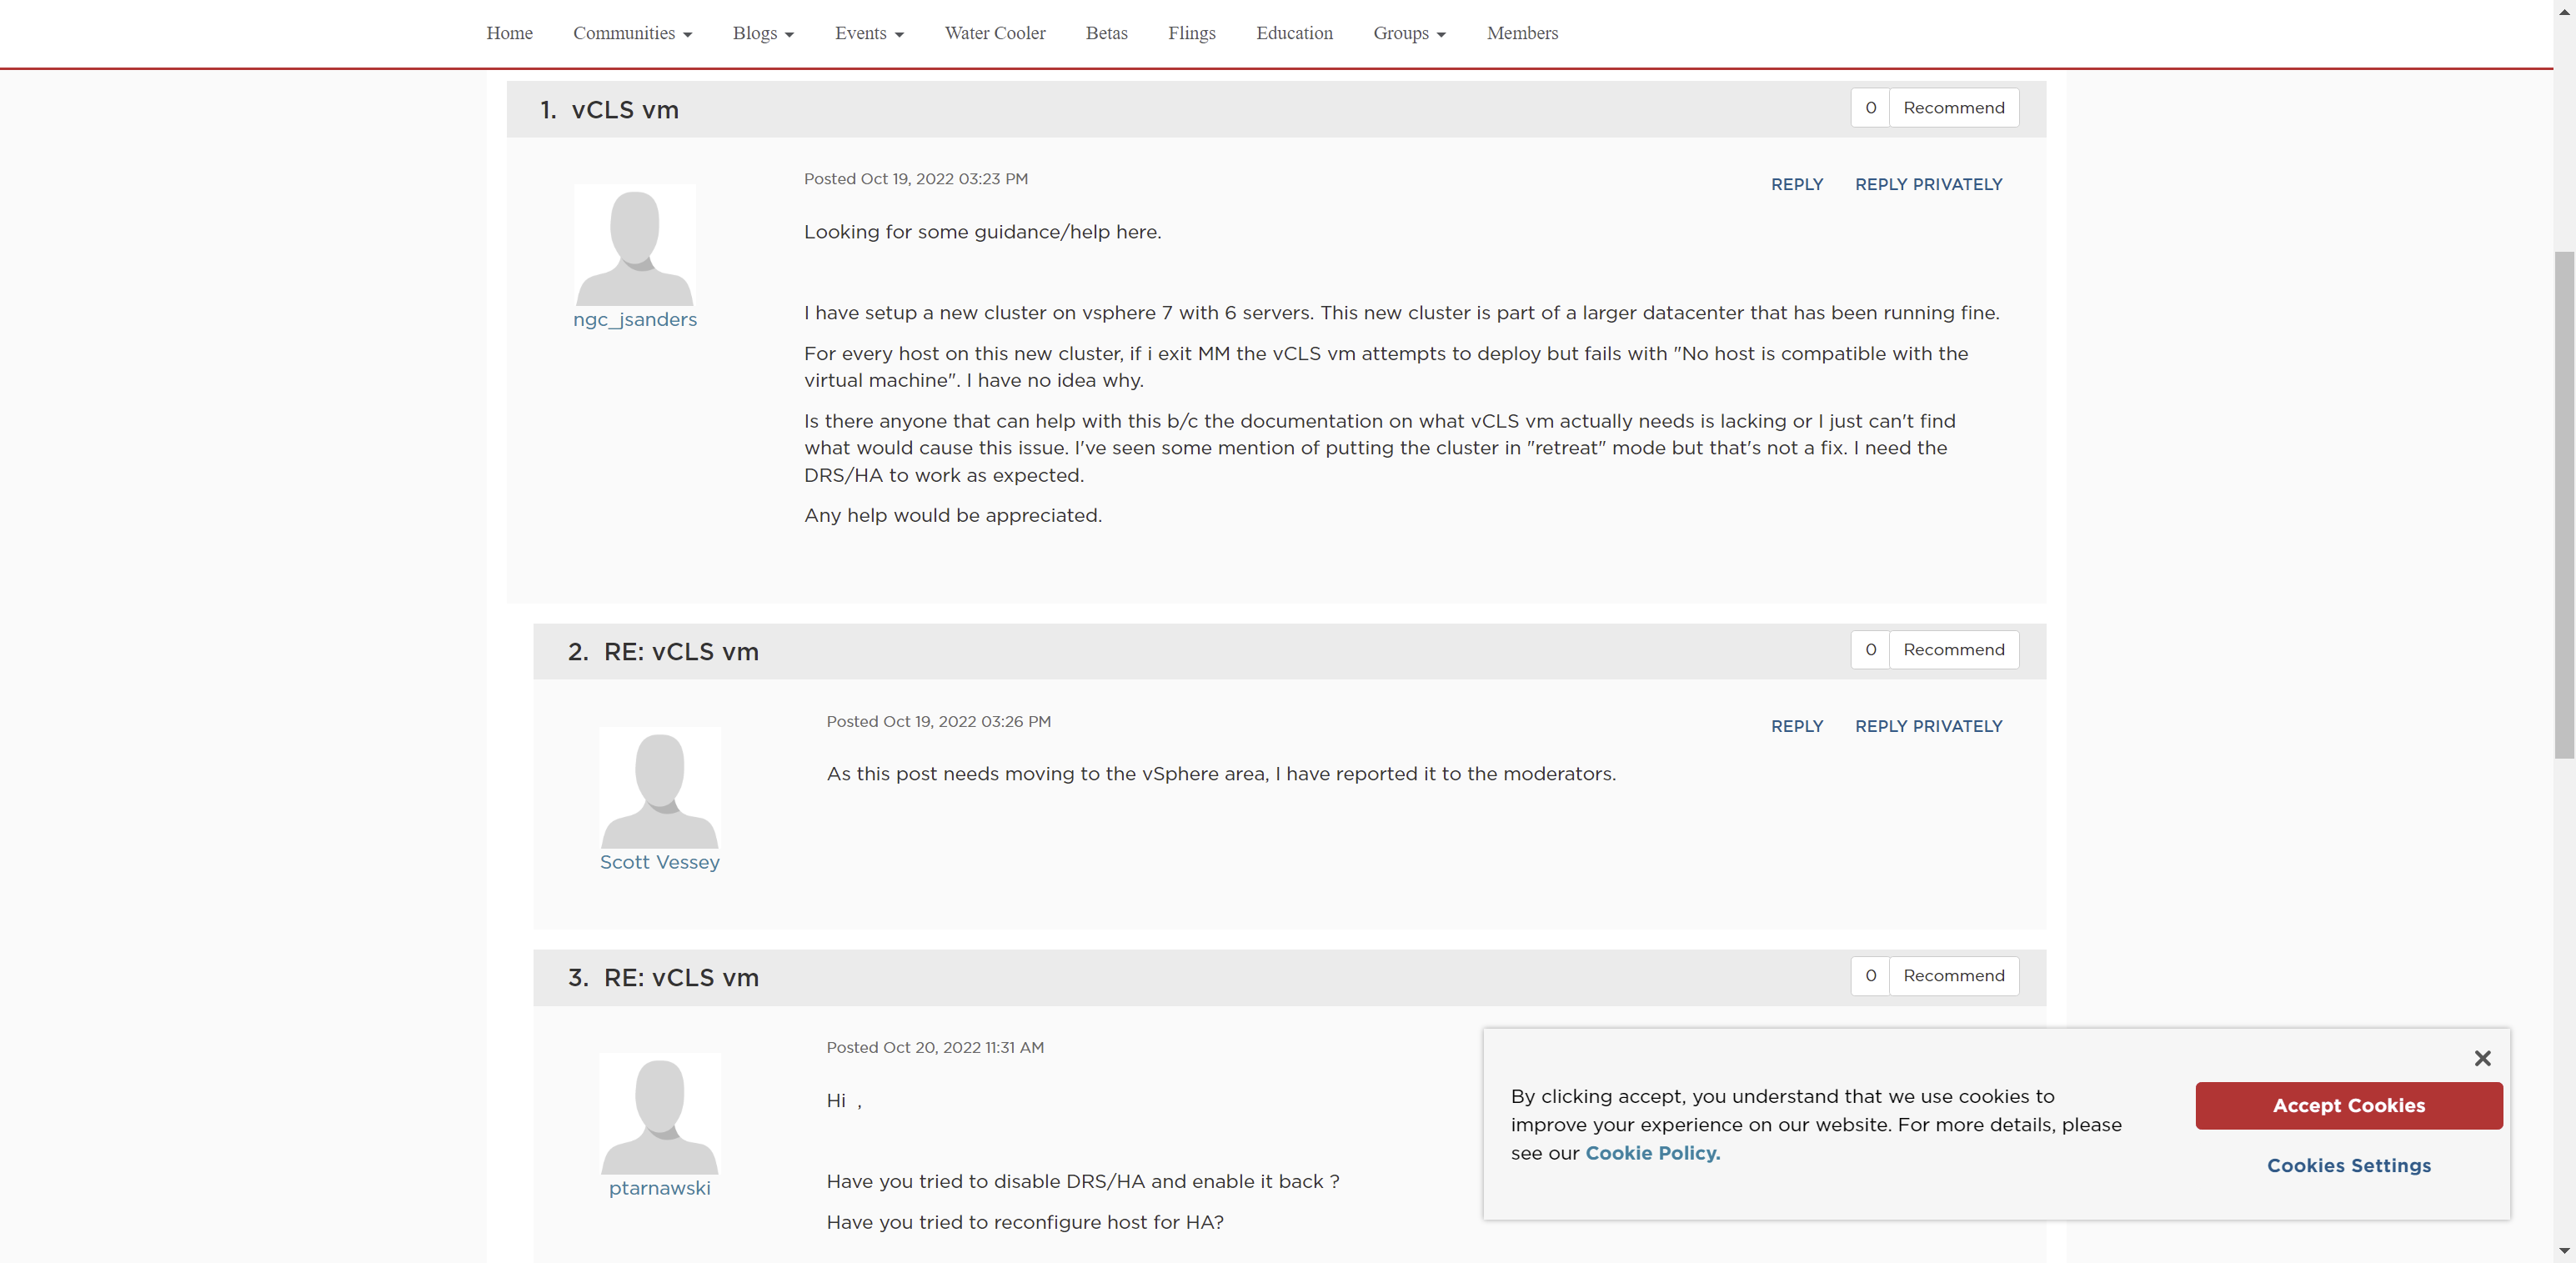 Home Communities Blogs Events Water Cooler Betas Flings Education Groups Members
1. vCLS vm
0 Recommend
Posted Oct 19, 2022 03:23 PM
REPLY REPLY PRIVATELY
ngc_jsanders
Looking for some guidance/help here.
I have setup a new cluster on vsphere 7 with 6 servers. This new cluster is part of a larger datacenter that has been running fine.
For every host on this new cluster, if i exit MM the vCLS vm attempts to deploy but fails with "No host is compatible with the
virtual machine". I have no idea why.
Is there anyone that can help with this b/c the documentation on what vCLS vm actually needs is lacking or I just can't find
what would cause this issue. I've seen some mention of putting the cluster in "retreat" mode but that's not a fix. I need the
DRS/HA to work as expected.
Any help would be appreciated.
2. RE: vCLS vm
0 Recommend
Posted Oct 19, 2022 03:26 PM
REPLY REPLY PRIVATELY
Scott Vessey
As this post needs moving to the vSphere area, I have reported it to the moderators.
3. RE: vCLS vm
0 Recommend
Posted Oct 20, 2022 11:31 AM
ptarnawski
Hi ,
Have you tried to disable DRS/HA and enable it back ?
Have you tried to reconfigure host for HA?
By clicking accept, you understand that we use cookies to
improve your experience on our website. For more details, please
see our Cookie Policy.
Accept Cookies
Cookies Settings